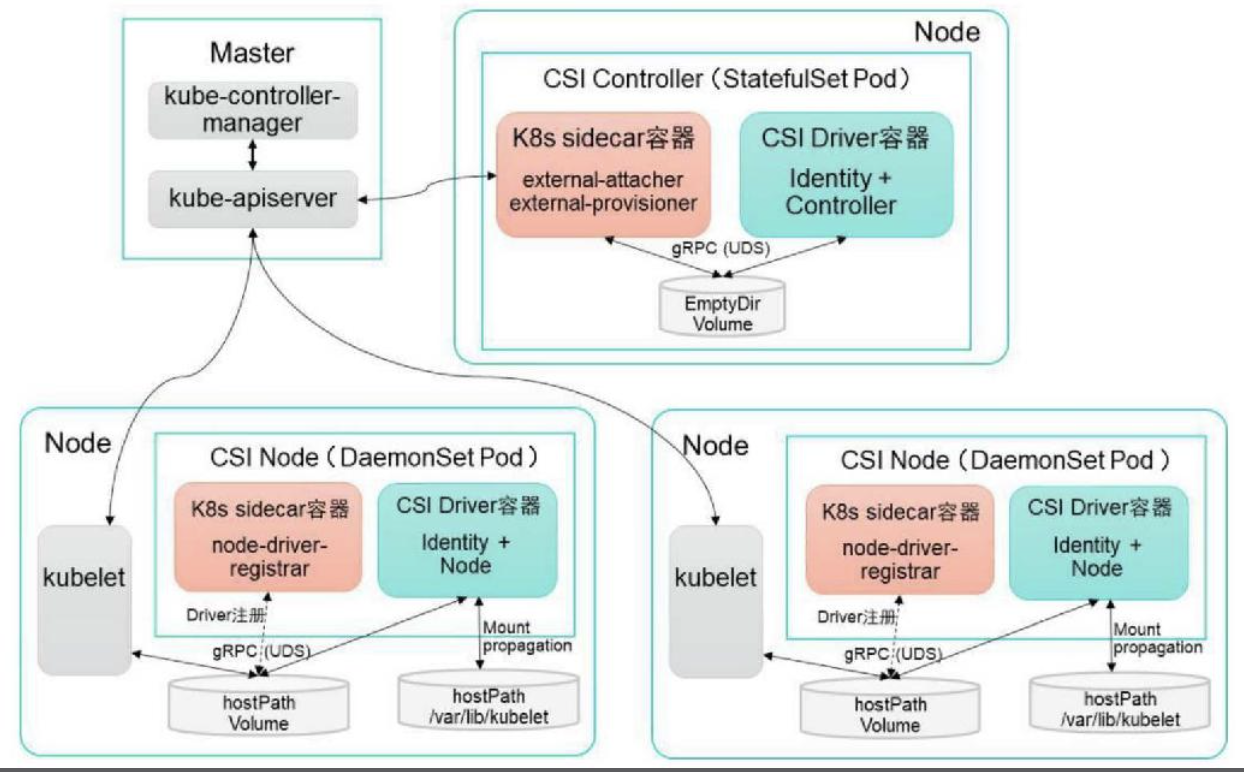 Master
kube-controller-
manager
kube-apiserver
Node
CSI Controller（StatefulSet Pod）
K8s sidecar容器
external-attacher
external-provisioner
CSI Driver容器
Identity +
Controller
gRPC (UDS)
EmptyDir
Volume
Node
CSI Node（DaemonSet Pod）
kubelet
K8s sidecar容器
node-driver-
registrar
CSI Driver容器
Identity +
Node
Driver注册
gRPC (UDS)
Mount
propagation
hostPath
Volume
hostPath
/var/lib/kubelet
Node
CSI Node（DaemonSet Pod）
kubelet
K8s sidecar容器
node-driver-
registrar
CSI Driver容器
Identity +
Node
Driver注册
gRPC (UDS)
Mount
propagation
hostPath
Volume
hostPath
/var/lib/kubelet